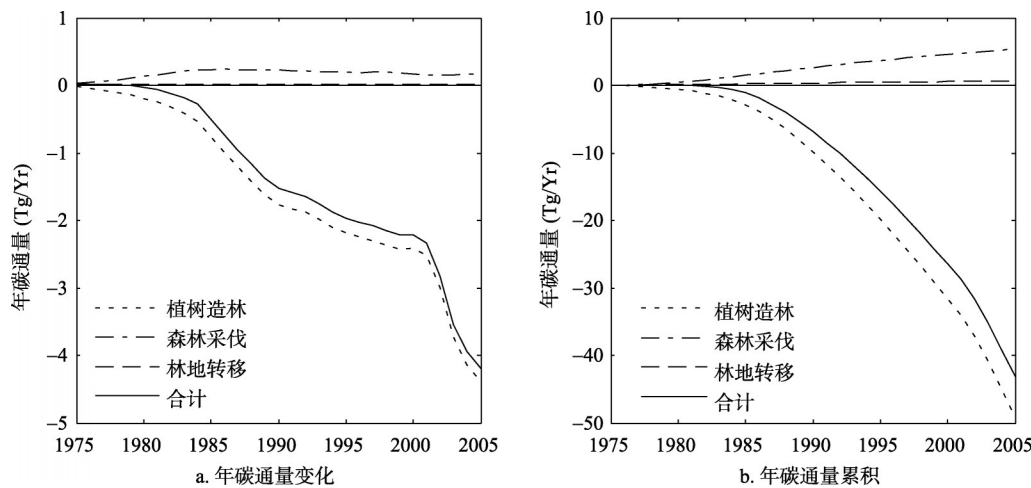 1
0
−1
−2
−3
−4
−5
年碳通量 (Tg/Yr)
植树造林
森林采伐
林地转移
合计
1975 1980 1985 1990 1995 2000 2005
a. 年碳通量变化
10
0
−10
−20
−30
−40
−50
年碳通量 (Tg/Yr)
植树造林
森林采伐
林地转移
合计
1975 1980 1985 1990 1995 2000 2005
b. 年碳通量累积